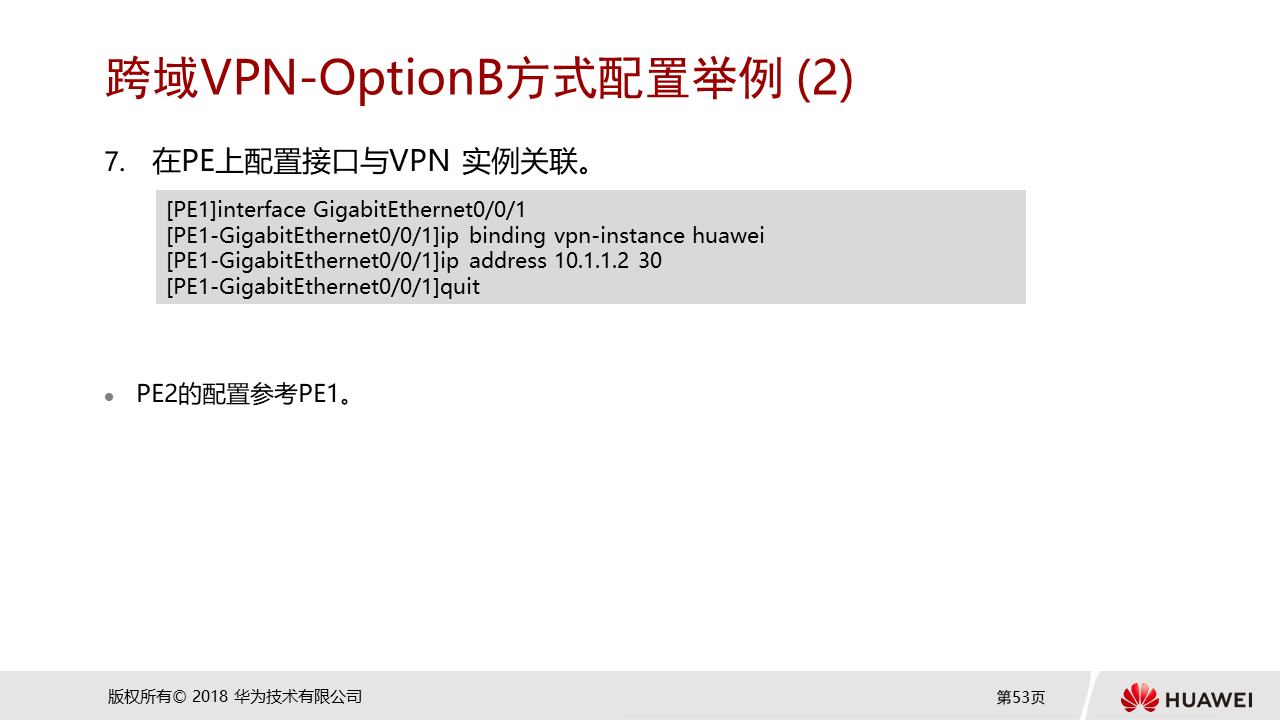 跨域VPN-OptionB方式配置举例 (2)
7. 在PE上配置接口与VPN 实例关联。
[PE1]interface GigabitEthernet0/0/1
[PE1-GigabitEthernet0/0/1]ip binding vpn-instance huawei
[PE1-GigabitEthernet0/0/1]ip address 10.1.1.2 30
[PE1-GigabitEthernet0/0/1]quit
● PE2的配置参考PE1。
版权所有© 2018 华为技术有限公司
第53页
HUAWEI